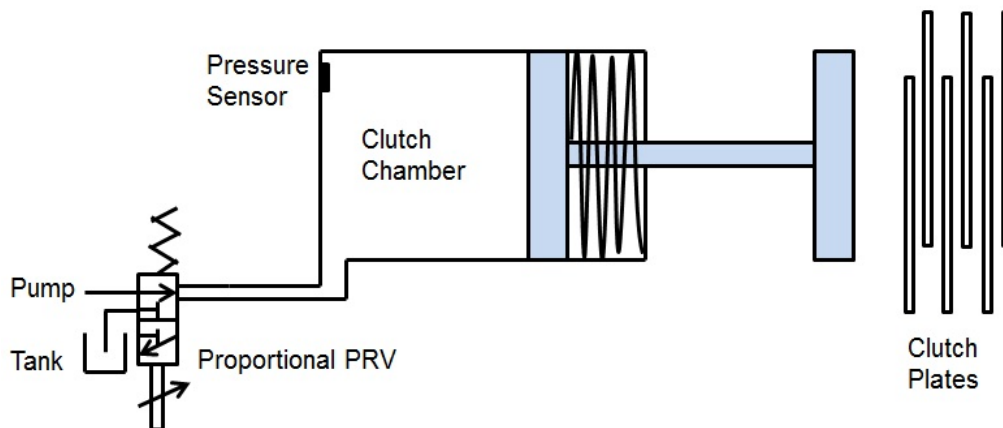 Pressure
Sensor
Clutch
Chamber
Pump
Tank
Proportional PRV
Clutch
Plates